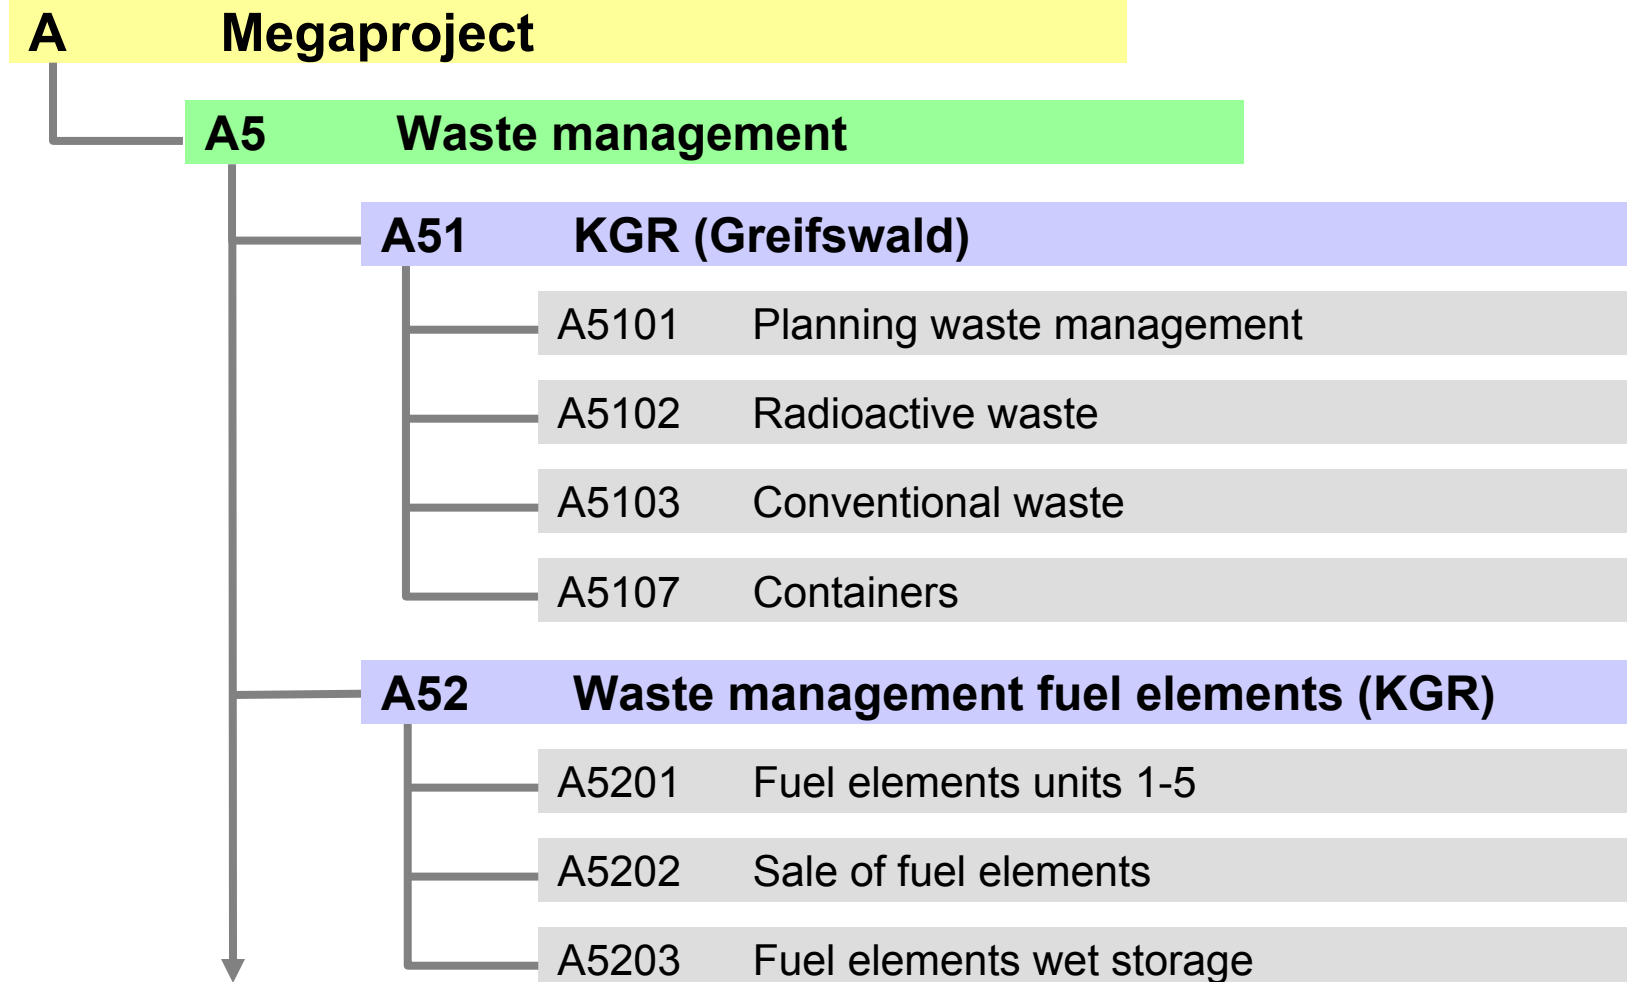 A Megaproject
A5 Waste management
A51 KGR (Greifswald)
A5101 Planning waste management
A5102 Radioactive waste
A5103 Conventional waste
A5107 Containers
A52 Waste management fuel elements (KGR)
A5201 Fuel elements units 1-5
A5202 Sale of fuel elements
A5203 Fuel elements wet storage